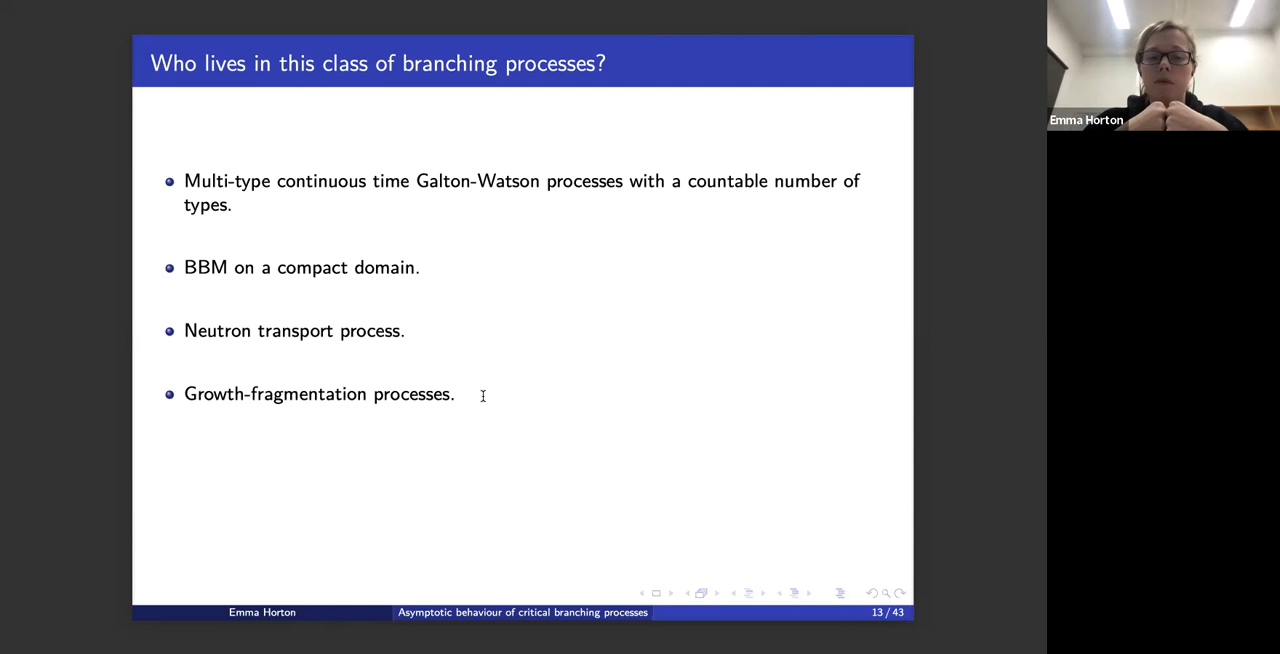 Who lives in this class of branching processes?
Multi-type continuous time Galton-Watson processes with a countable number of
types.
BBM on a compact domain.
Neutron transport process.
Growth-fragmentation processes.
Emma Horton
Asymptotic behaviour of critical branching processes
13 / 43
Emma Horton